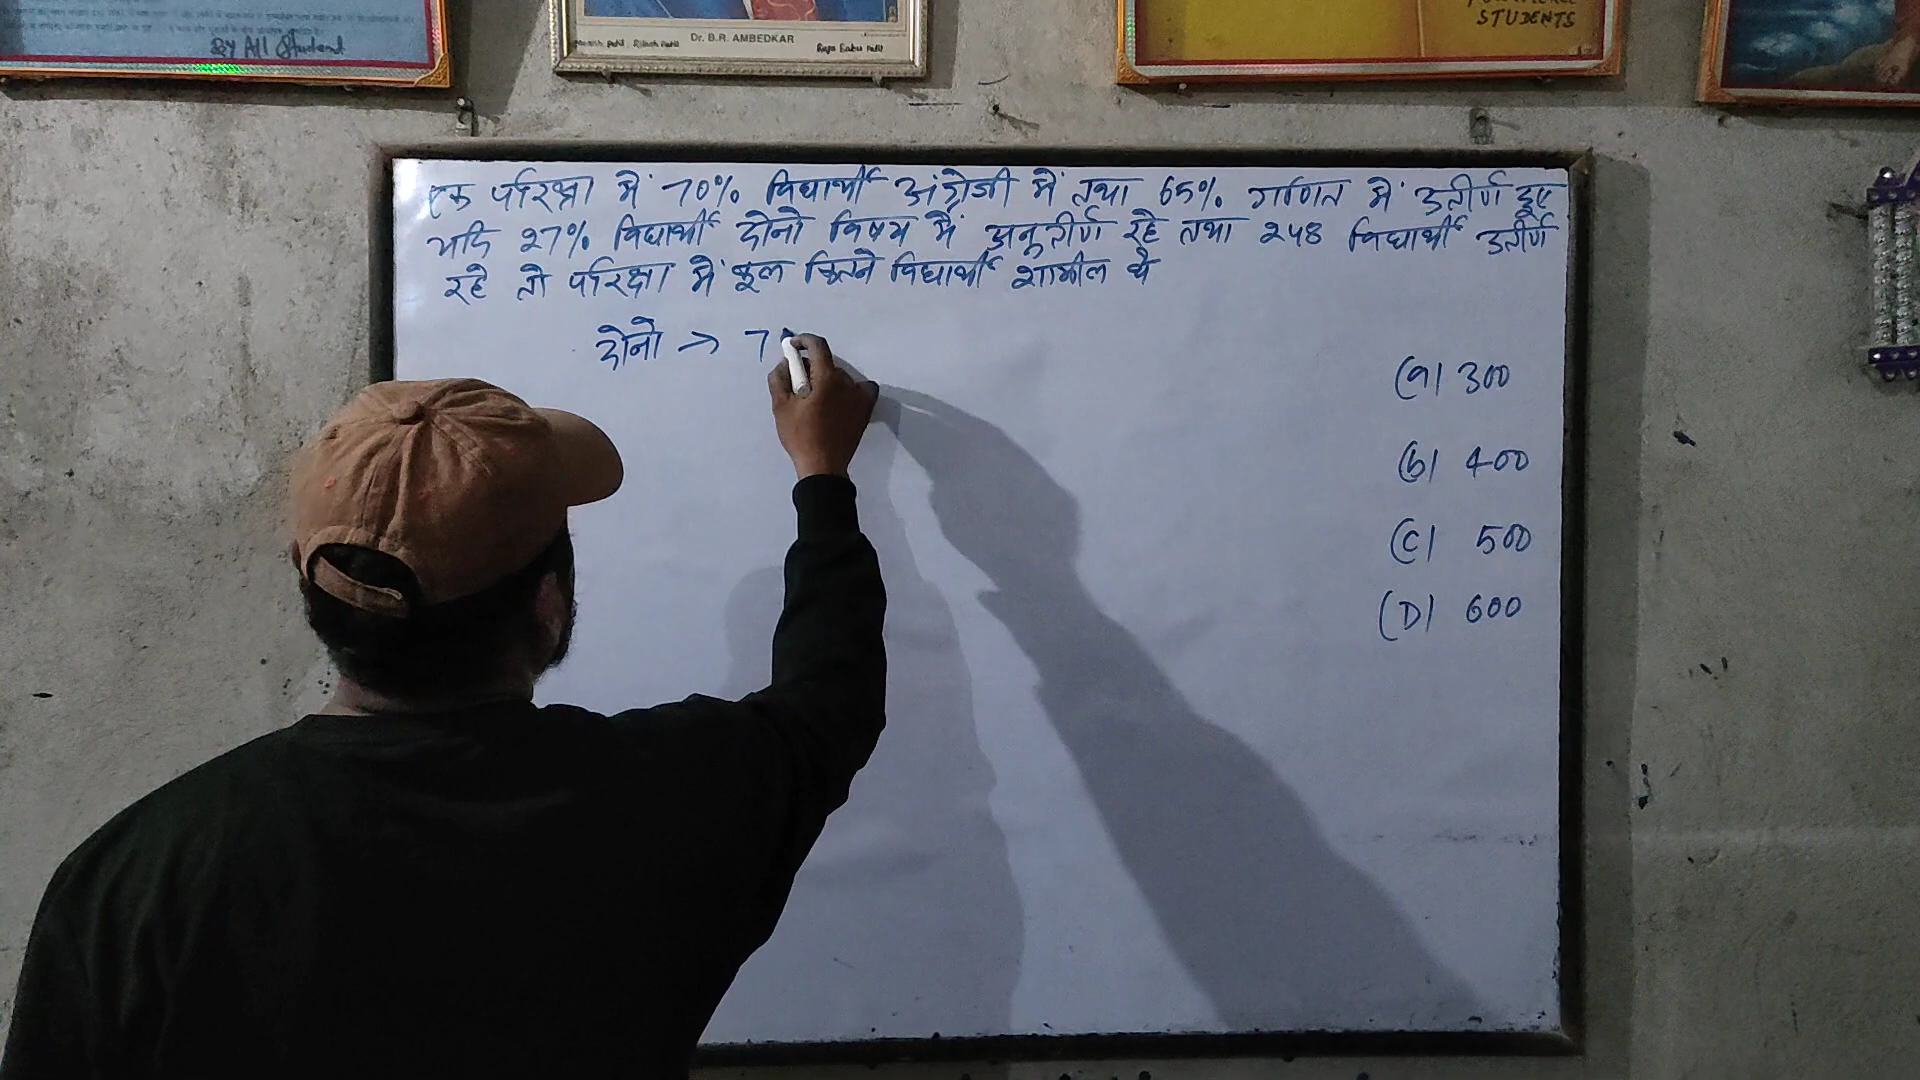 By All Student
Dr. B.R. AMBEDKAR
STUDENTS
एक परिक्षा में 70% विद्यार्थी अंग्रेजी में तथा 65% गणित में उतीर्ण हुए
यदि 27% विद्यार्थी दोनो विषय में अनुतीर्ण रहे तथा 248 विद्यार्थी उतीर्ण
रहे तो परिक्षा में कुल कितने विद्यार्थी शामील थे
दोनो → 7
(a) 300
(b) 400
(c) 500
(D) 600